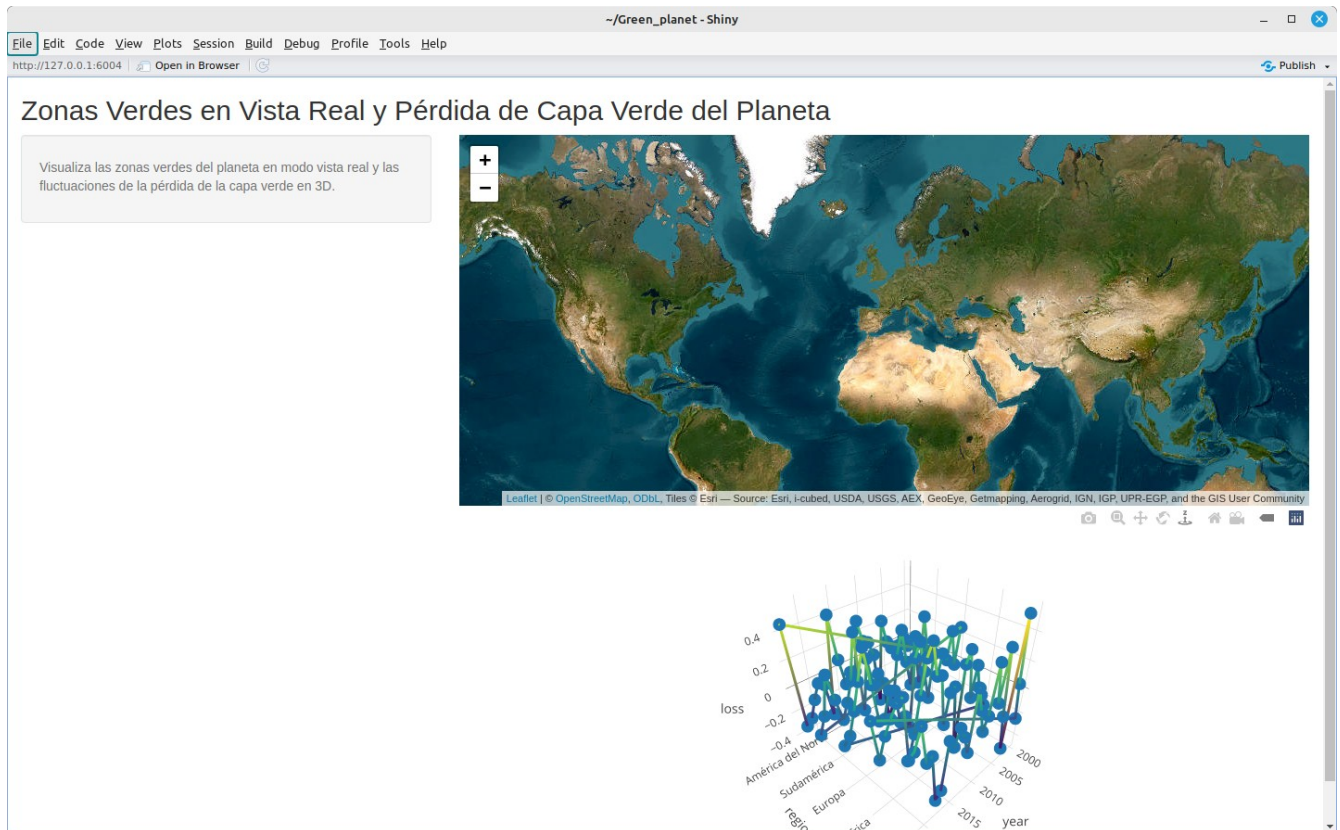 ~/Green_planet - Shiny
File Edit Code View Plots Session Build Debug Profile Tools Help
http://127.0.0.1:6004 Open in Browser Publish
Zonas Verdes en Vista Real y Pérdida de Capa Verde del Planeta
Visualiza las zonas verdes del planeta en modo vista real y las
fluctuaciones de la pérdida de la capa verde en 3D.
+
−
Leaflet | © OpenStreetMap, ODbL, Tiles © Esri — Source: Esri, i-cubed, USDA, USGS, AEX, GeoEye, Getmapping, Aerogrid, IGN, IGP, UPR-EGP, and the GIS User Community
z
0.4
0.2
0
loss
−0.2
−0.4
América del Nor
Sudamérica
Europa
rica
regio
2000
2005
2010
2015
year